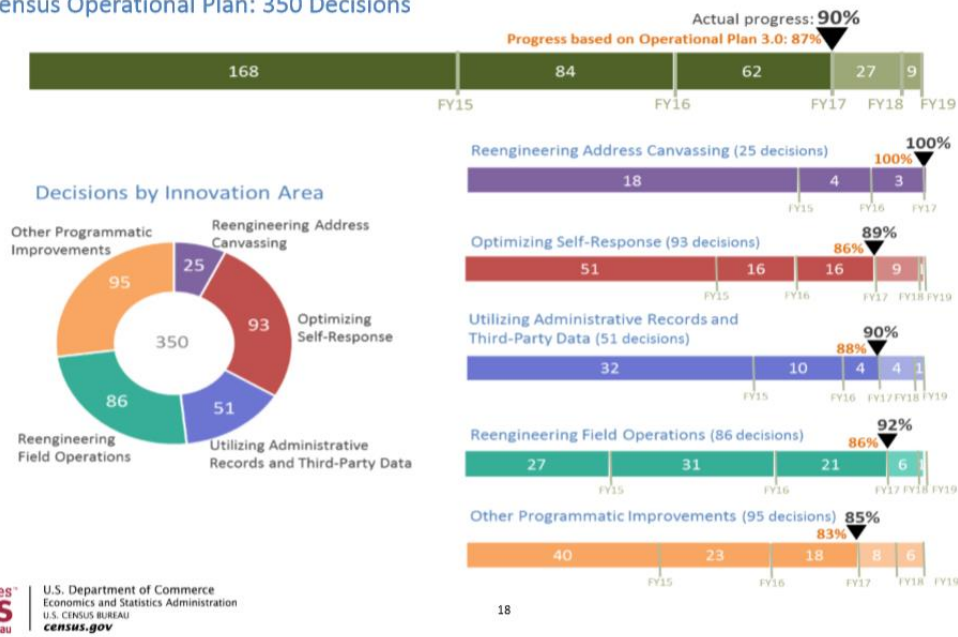 ensus Operational Plan: 350 Decisions
Actual progress: 90%
Progress based on Operational Plan 3.0: 87%
168 84 62 27 9
FY15 FY16 FY17 FY18 FY19
Decisions by Innovation Area
Other Programmatic
Improvements
Reengineering Address
Canvassing
25
95
93
Optimizing
Self-Response
350
86
51
Reengineering
Field Operations
Utilizing Administrative
Records and Third-Party Data
Reengineering Address Canvassing (25 decisions)
100%
100%
18 4 3
FY15 FY16 FY17
Optimizing Self-Response (93 decisions)
89%
86%
51 16 16 9 1
FY15 FY16 FY17 FY18 FY19
Utilizing Administrative Records and
Third-Party Data (51 decisions)
90%
88%
32 10 4 4 1
FY15 FY16 FY17 FY18 FY19
Reengineering Field Operations (86 decisions)
92%
86%
27 31 21 6 1
FY15 FY16 FY17 FY18 FY19
Other Programmatic Improvements (95 decisions)
85%
83%
40 23 18 8 6
FY15 FY16 FY17 FY18 FY19
es™
S
au
U.S. Department of Commerce
Economics and Statistics Administration
U.S. CENSUS BUREAU
census.gov
18